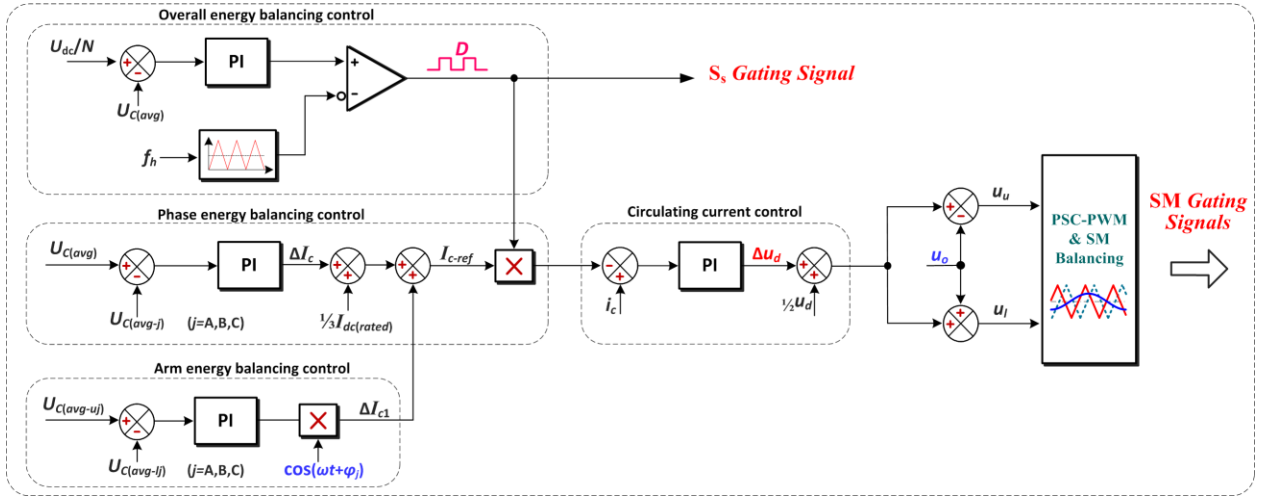 Overall energy balancing control
U_dc/N
PI
D
S_s Gating Signal
U_C(avg)
f_h
Phase energy balancing control
U_C(avg)
PI
ΔI_c
I_c-ref
U_C(avg-j)
(j=A,B,C)
⅓I_dc(rated)
Circulating current control
PI
Δu_d
i_c
½u_d
u_u
u_o
u_l
PSC-PWM
& SM
Balancing
SM Gating
Signals
Arm energy balancing control
U_C(avg-uj)
PI
ΔI_c1
U_C(avg-lj)
(j=A,B,C)
cos(ωt+φ_j)